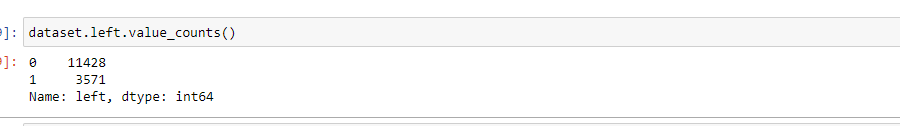 ]: dataset.left.value_counts()
]: 0    11428
1     3571
Name: left, dtype: int64